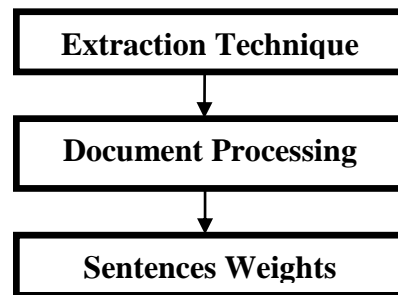 Extraction Technique
Document Processing
Sentences Weights